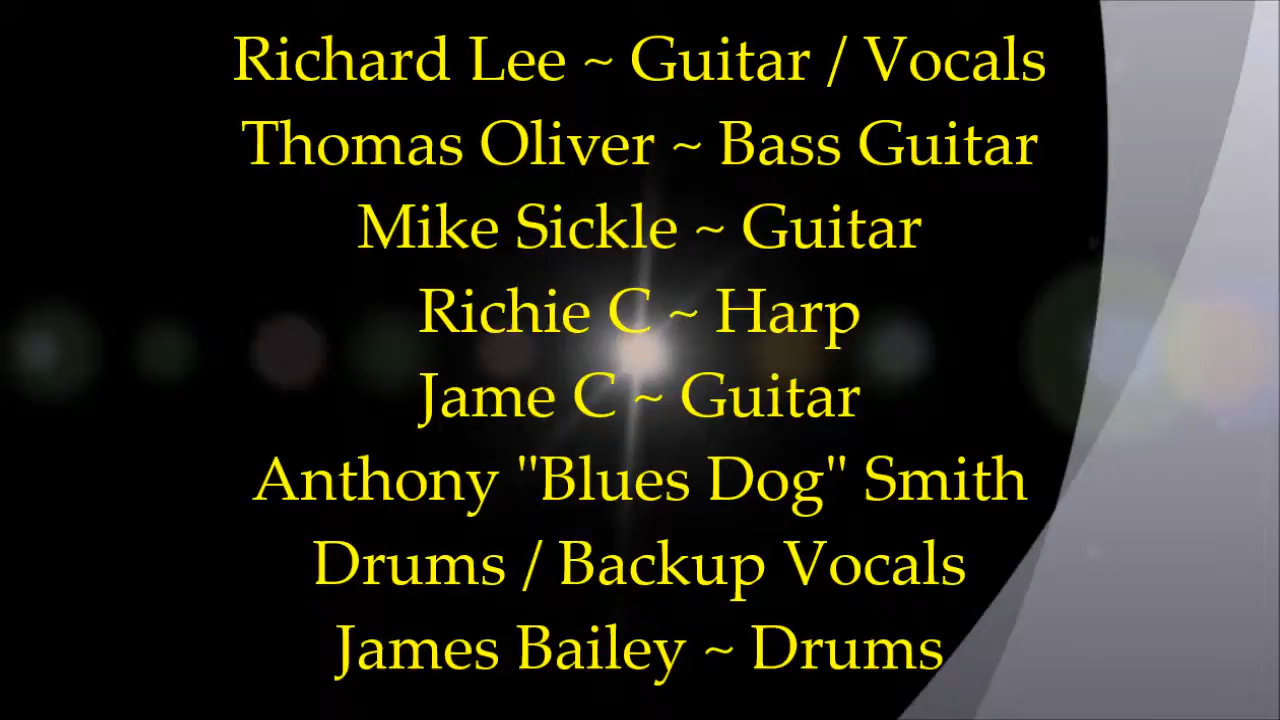 Richard Lee ~ Guitar / Vocals
Thomas Oliver ~ Bass Guitar
Mike Sickle ~ Guitar
Richie C ~ Harp
Jame C ~ Guitar
Anthony "Blues Dog" Smith
Drums / Backup Vocals
James Bailey ~ Drums